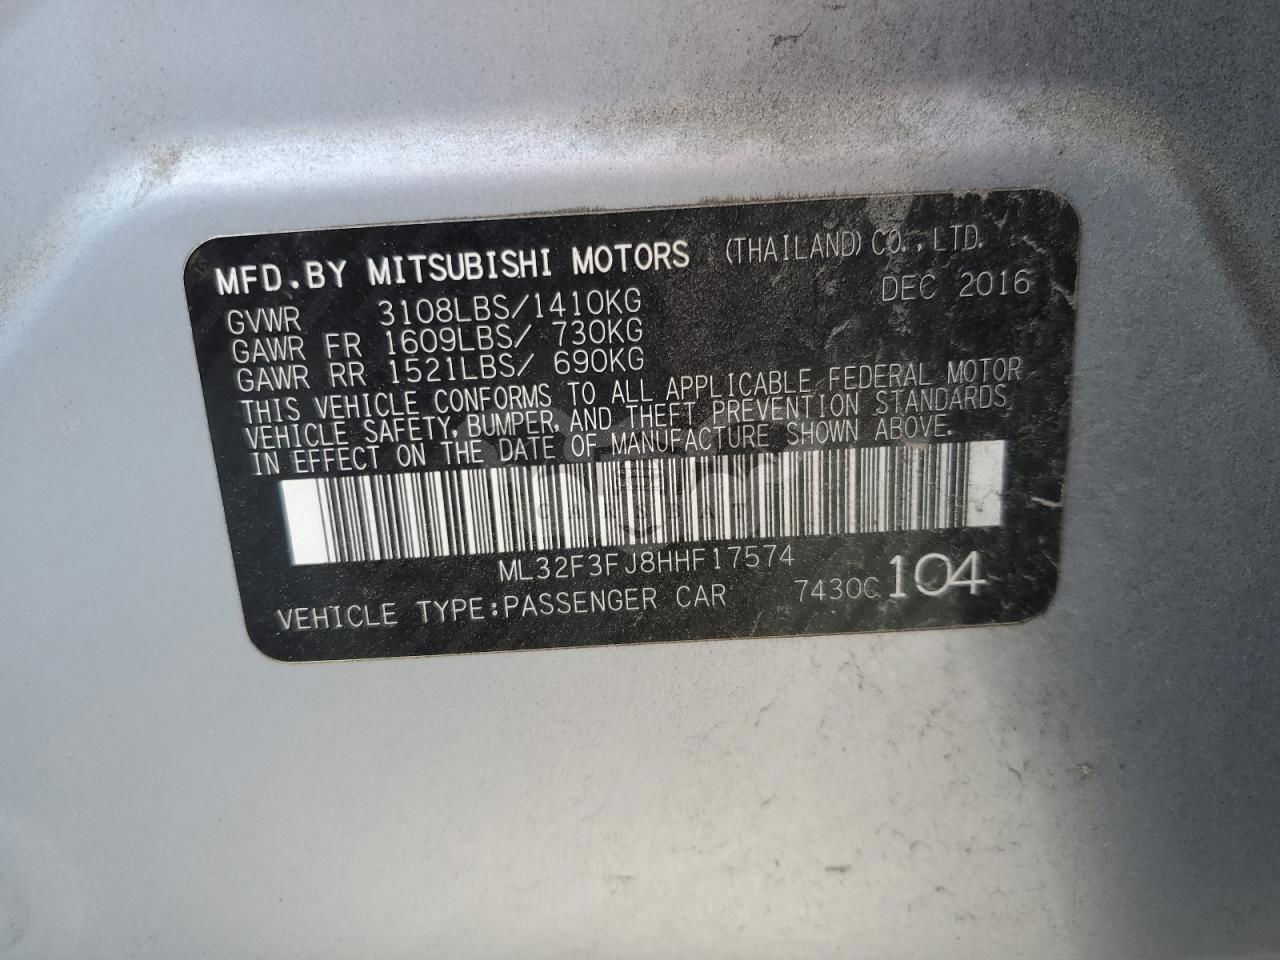 MFD.BY MITSUBISHI MOTORS (THAILAND)CO.,LTD.
DEC 2016
GVWR 3108LBS/1410KG
GAWR FR 1609LBS/ 730KG
GAWR RR 1521LBS/ 690KG
THIS VEHICLE CONFORMS TO ALL APPLICABLE FEDERAL MOTOR
VEHICLE SAFETY, BUMPER, AND THEFT PREVENTION STANDARDS
IN EFFECT ON THE DATE OF MANUFACTURE SHOWN ABOVE.
ML32F3FJ8HHF17574
VEHICLE TYPE:PASSENGER CAR 7430C 104